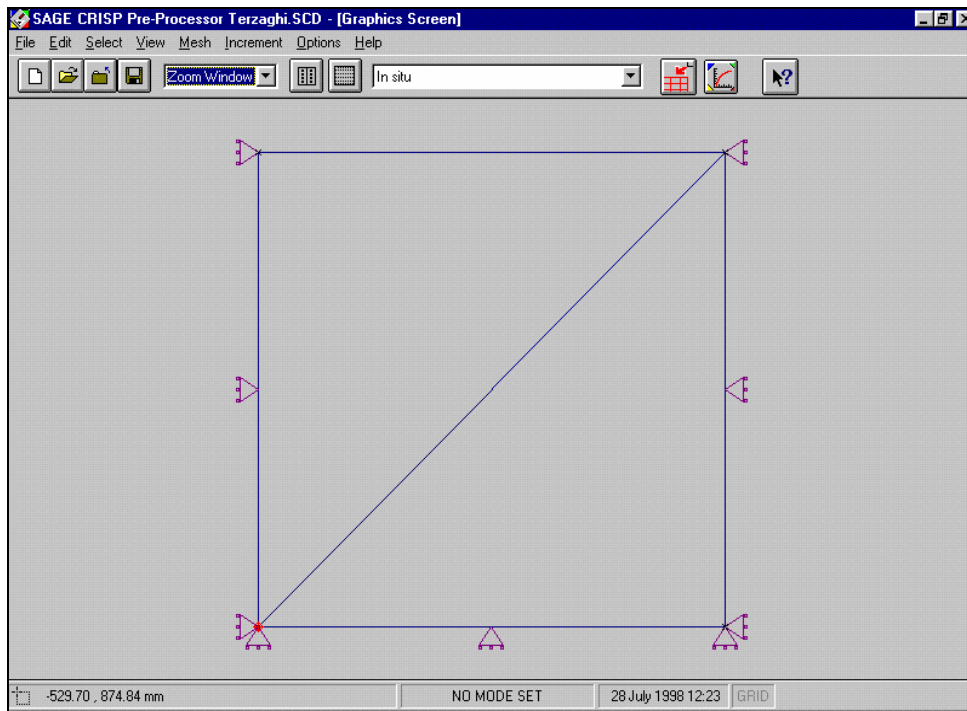 SAGE CRISP Pre-Processor Terzaghi.SCD - [Graphics Screen]
File Edit Select View Mesh Increment Options Help
Zoom Window In situ
-529.70 , 874.84 mm NO MODE SET 28 July 1998 12:23 GRID